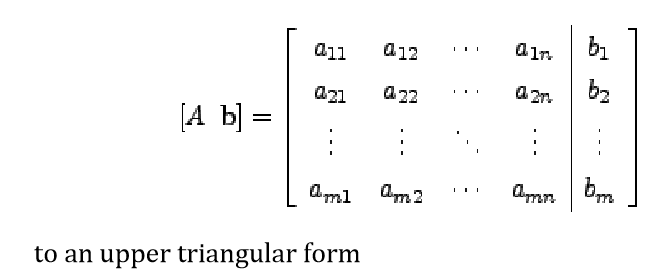 a₁₁ a₁₂ ⋯ a₁ₙ b₁
a₂₁ a₂₂ ⋯ a₂ₙ b₂
[A b] =
⋮ ⋮ ⋱ ⋮ ⋮
aₘ₁ aₘ₂ ⋯ aₘₙ bₘ
to an upper triangular form